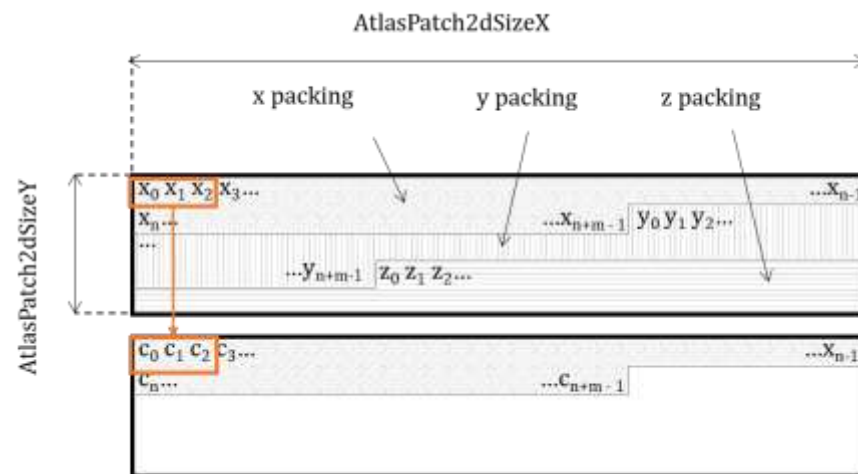 AtlasPatch2dSizeX
x packing y packing z packing
AtlasPatch2dSizeY
x₀ x₁ x₂ x₃... ...xₙ₋₁
xₙ... ...xₙ₊ₘ₋₁ y₀ y₁ y₂...
...
...yₙ₊ₘ₋₁ z₀ z₁ z₂...
c₀ c₁ c₂ c₃... ...xₙ₋₁
cₙ... ...cₙ₊ₘ₋₁